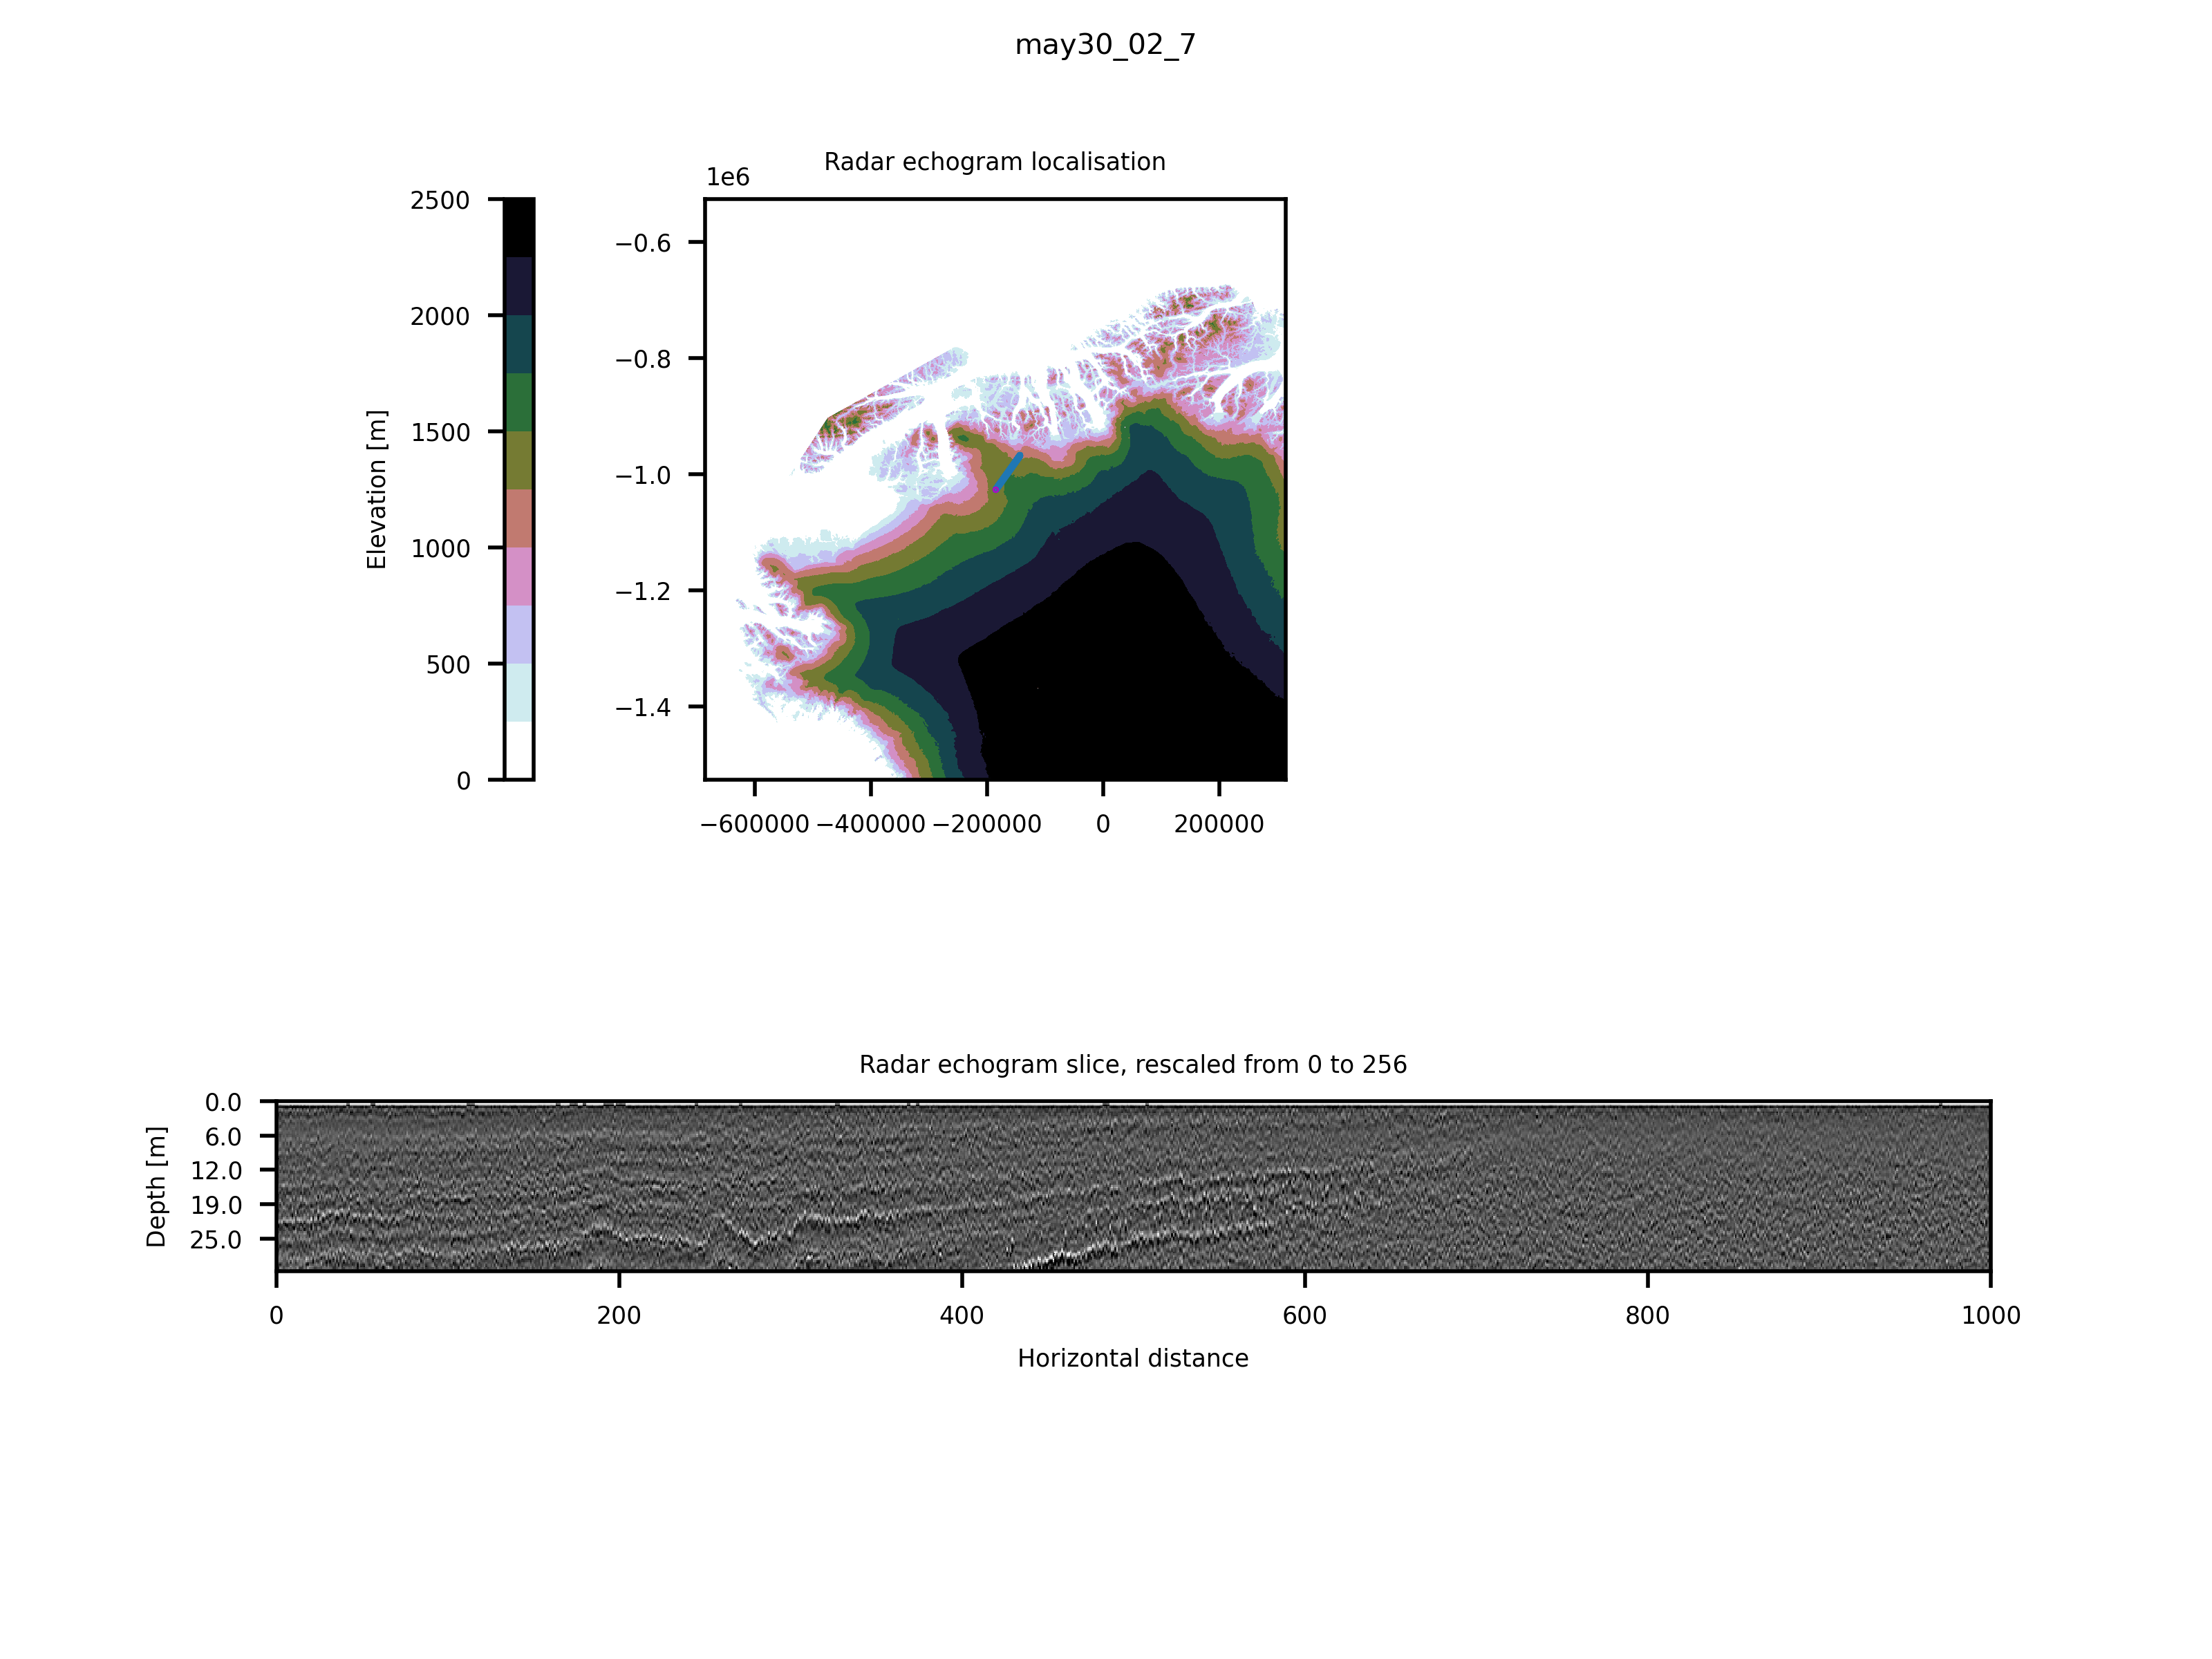 may30_02_7
Radar echogram localisation
1e6
2500
2000
1500
1000
500
0
Elevation [m]
−0.6
−0.8
−1.0
−1.2
−1.4
−600000 −400000 −200000 0 200000
Radar echogram slice, rescaled from 0 to 256
0.0
6.0
12.0
19.0
25.0
Depth [m]
0 200 400 600 800 1000
Horizontal distance